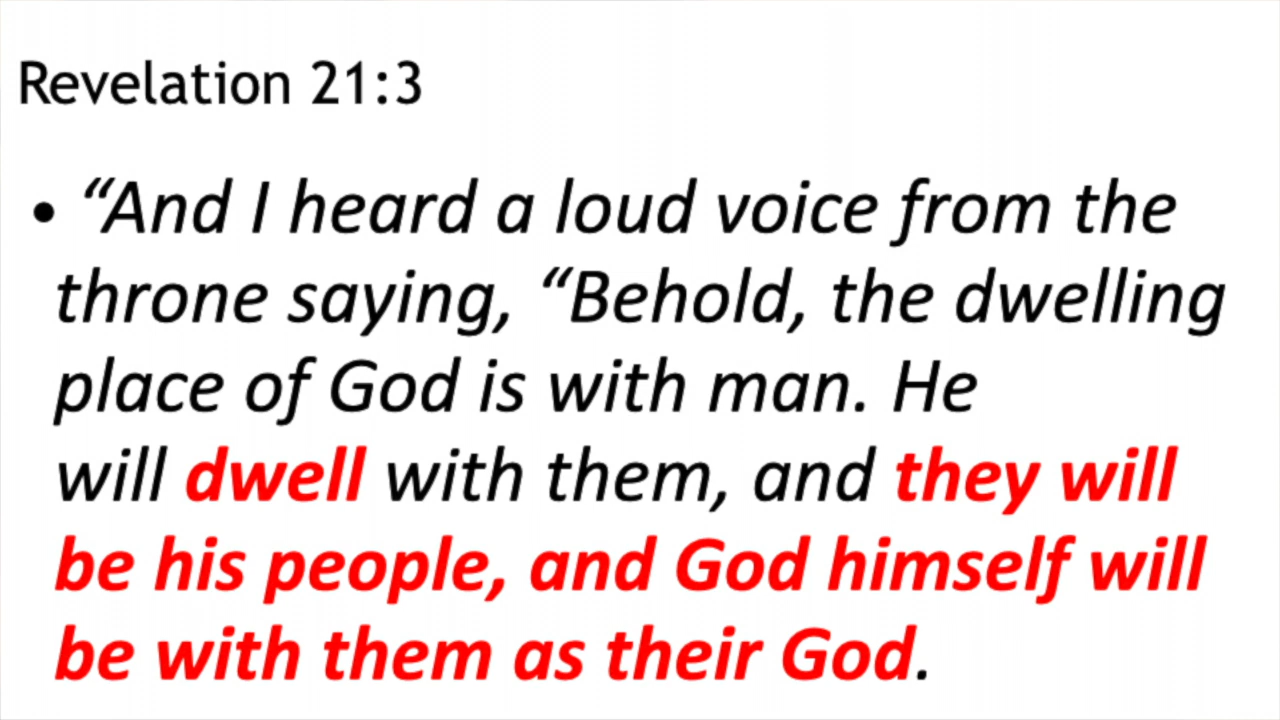 Revelation 21:3
• “And I heard a loud voice from the
throne saying, “Behold, the dwelling
place of God is with man. He
will dwell with them, and they will
be his people, and God himself will
be with them as their God.